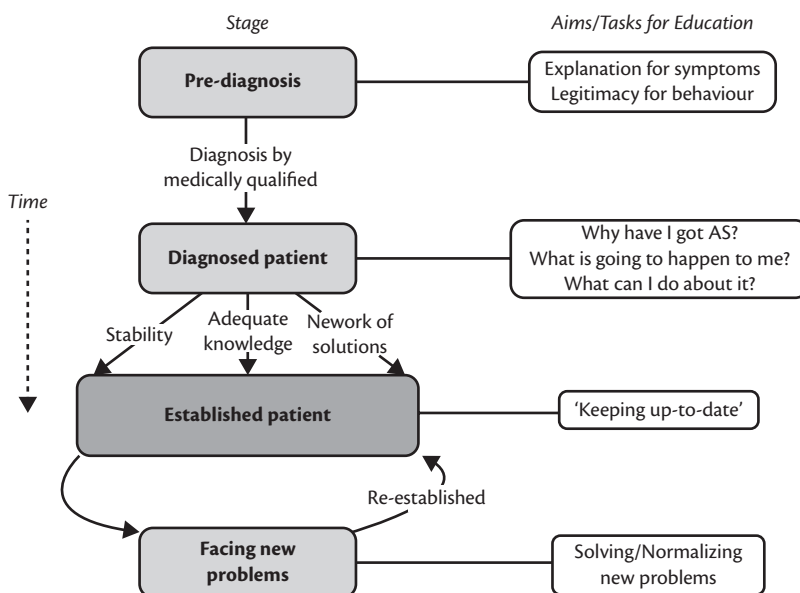 Stage
Aims/Tasks for Education
Pre-diagnosis
Explanation for symptoms
Legitimacy for behaviour
Diagnosis by
medically qualified
Time
Diagnosed patient
Why have I got AS?
What is going to happen to me?
What can I do about it?
Stability
Adequate
knowledge
Nework of
solutions
Established patient
‘Keeping up-to-date’
Re-established
Facing new
problems
Solving/Normalizing
new problems